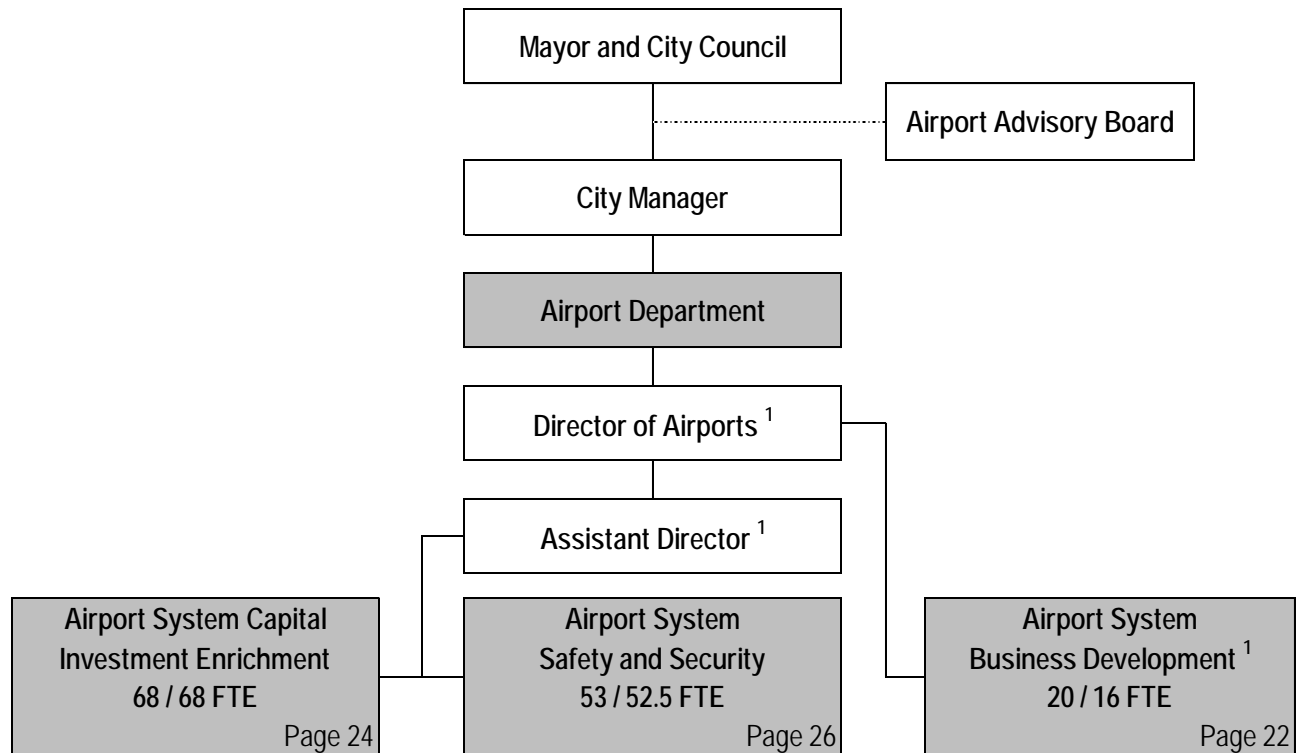 Mayor and City Council
Airport Advisory Board
City Manager
Airport Department
Director of Airports 1
Assistant Director 1
Airport System Capital
Investment Enrichment
68 / 68 FTE
Page 24
Airport System
Safety and Security
53 / 52.5 FTE
Page 26
Airport System
Business Development 1
20 / 16 FTE
Page 22